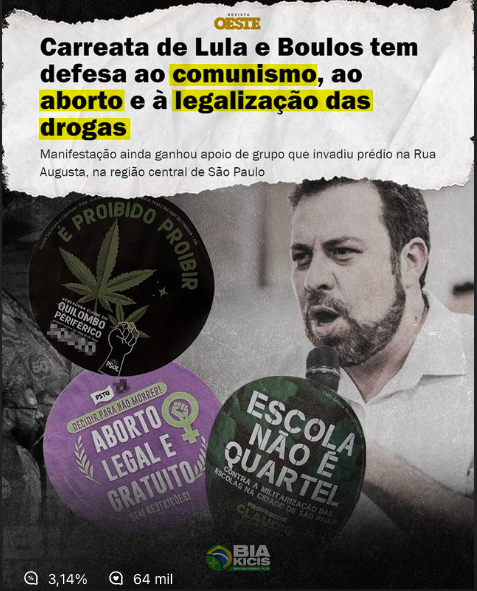 REVISTA
OESTE
Carreata de Lula e Boulos tem
defesa ao comunismo, ao
aborto e à legalização das
drogas
Manifestação ainda ganhou apoio de grupo que invadiu prédio na Rua
Augusta, na região central de São Paulo
É PROIBIDO PROIBIR
QUILOMBO
PERIFÉRICO
PSOL
PSTU
DECIDIR PARA NÃO MORRER!
ABORTO
LEGAL E
GRATUITO
SEM RESTRIÇÕES!
ESCOLA
NÃO É
QUARTEL
CONTRA A MILITARIZAÇÃO DAS
ESCOLAS NA CIDADE DE SÃO PAULO
BIA
KICIS
3,14%
64 mil